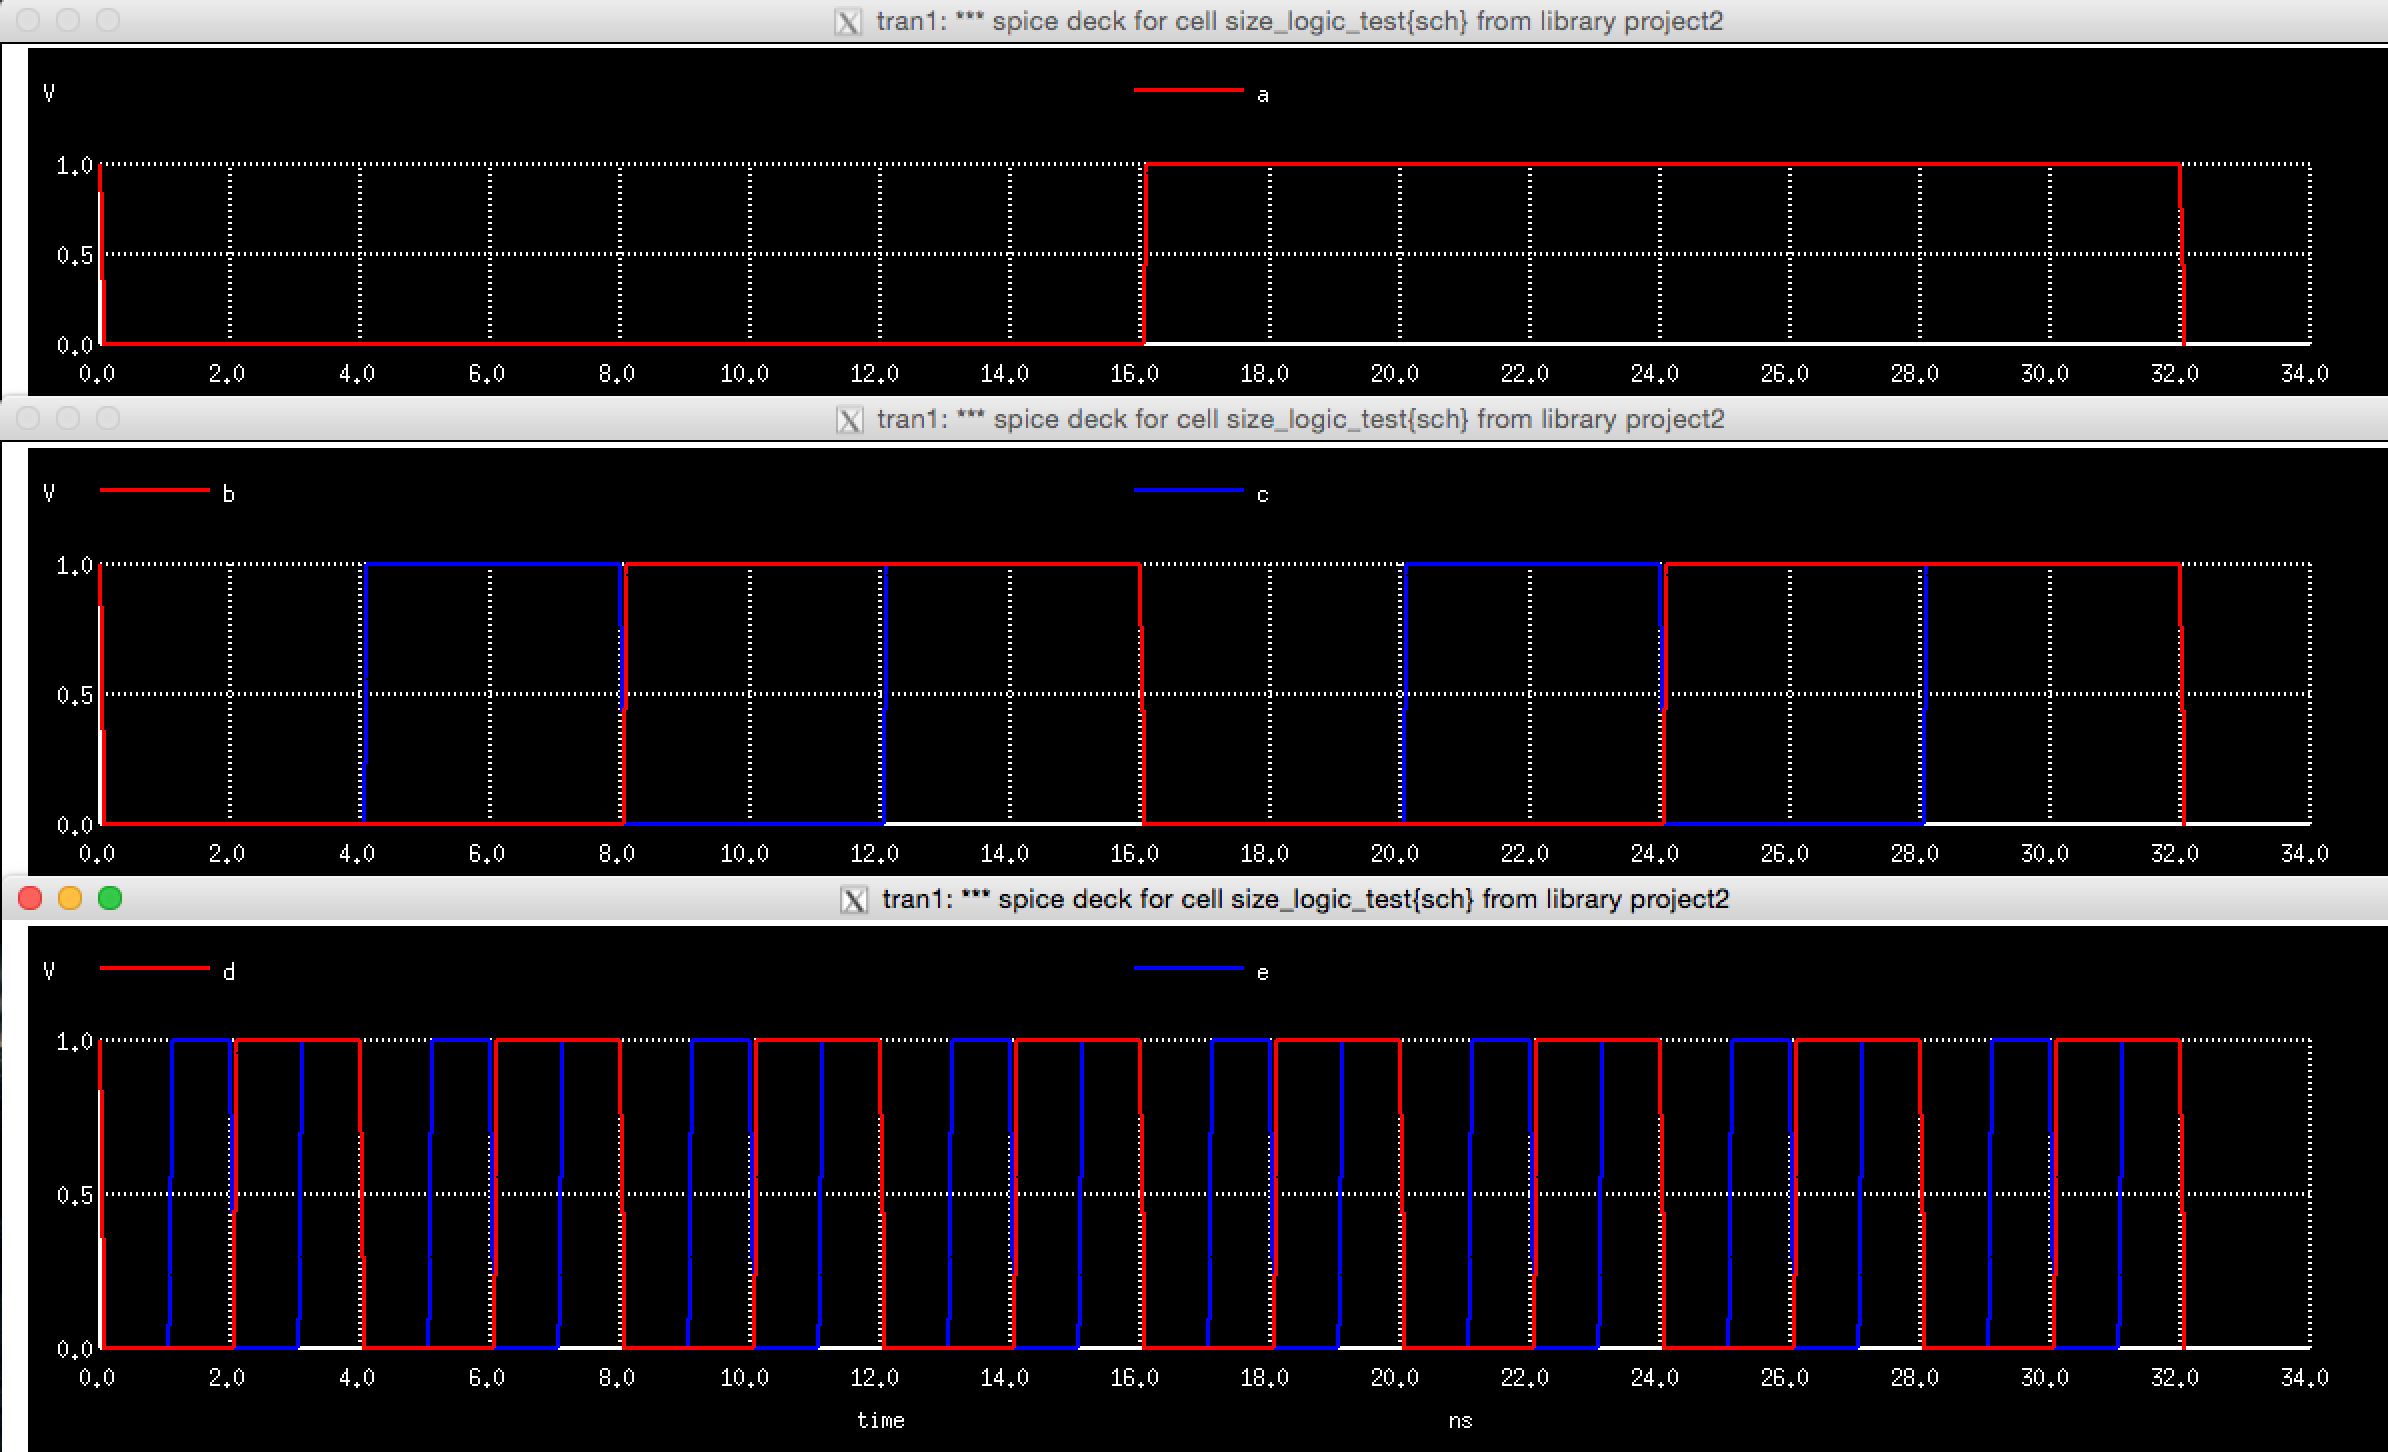 tran1: *** spice deck for cell size_logic_test{sch} from library project2
V a
1.0
0.5
0.0
0.0 2.0 4.0 6.0 8.0 10.0 12.0 14.0 16.0 18.0 20.0 22.0 24.0 26.0 28.0 30.0 32.0 34.0
tran1: *** spice deck for cell size_logic_test{sch} from library project2
V b c
1.0
0.5
0.0
0.0 2.0 4.0 6.0 8.0 10.0 12.0 14.0 16.0 18.0 20.0 22.0 24.0 26.0 28.0 30.0 32.0 34.0
tran1: *** spice deck for cell size_logic_test{sch} from library project2
V d e
1.0
0.5
0.0
0.0 2.0 4.0 6.0 8.0 10.0 12.0 14.0 16.0 18.0 20.0 22.0 24.0 26.0 28.0 30.0 32.0 34.0
time ns